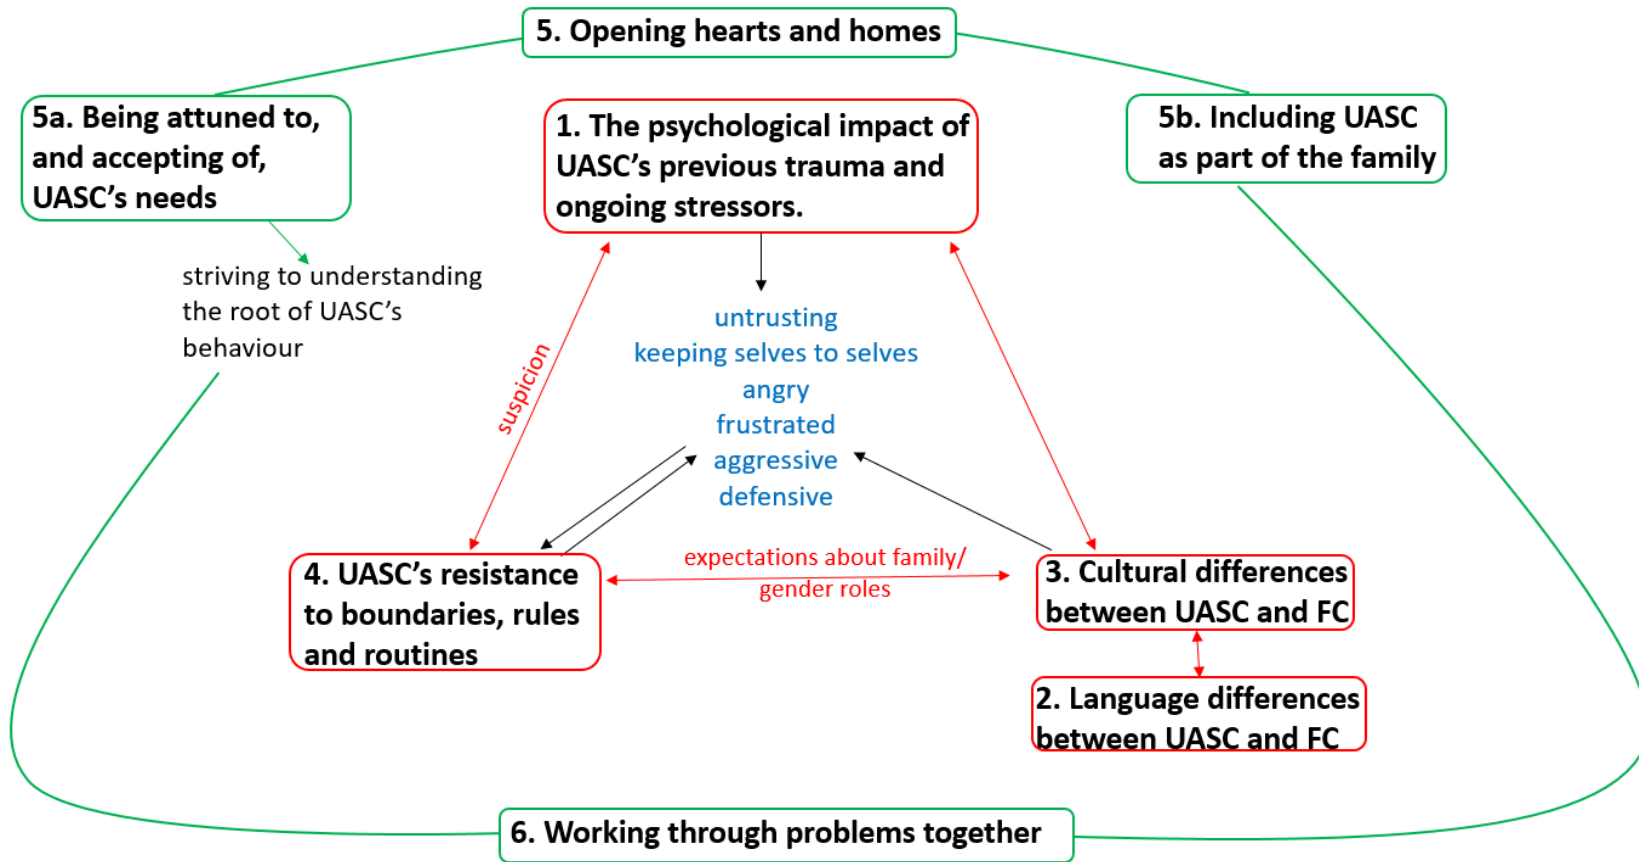 5. Opening hearts and homes
5a. Being attuned to,
and accepting of,
UASC’s needs
1. The psychological impact of
UASC’s previous trauma and
ongoing stressors.
5b. Including UASC
as part of the family
striving to understanding
the root of UASC’s
behaviour
untrusting
keeping selves to selves
angry
frustrated
aggressive
defensive
suspicion
expectations about family/
gender roles
4. UASC’s resistance
to boundaries, rules
and routines
3. Cultural differences
between UASC and FC
2. Language differences
between UASC and FC
6. Working through problems together